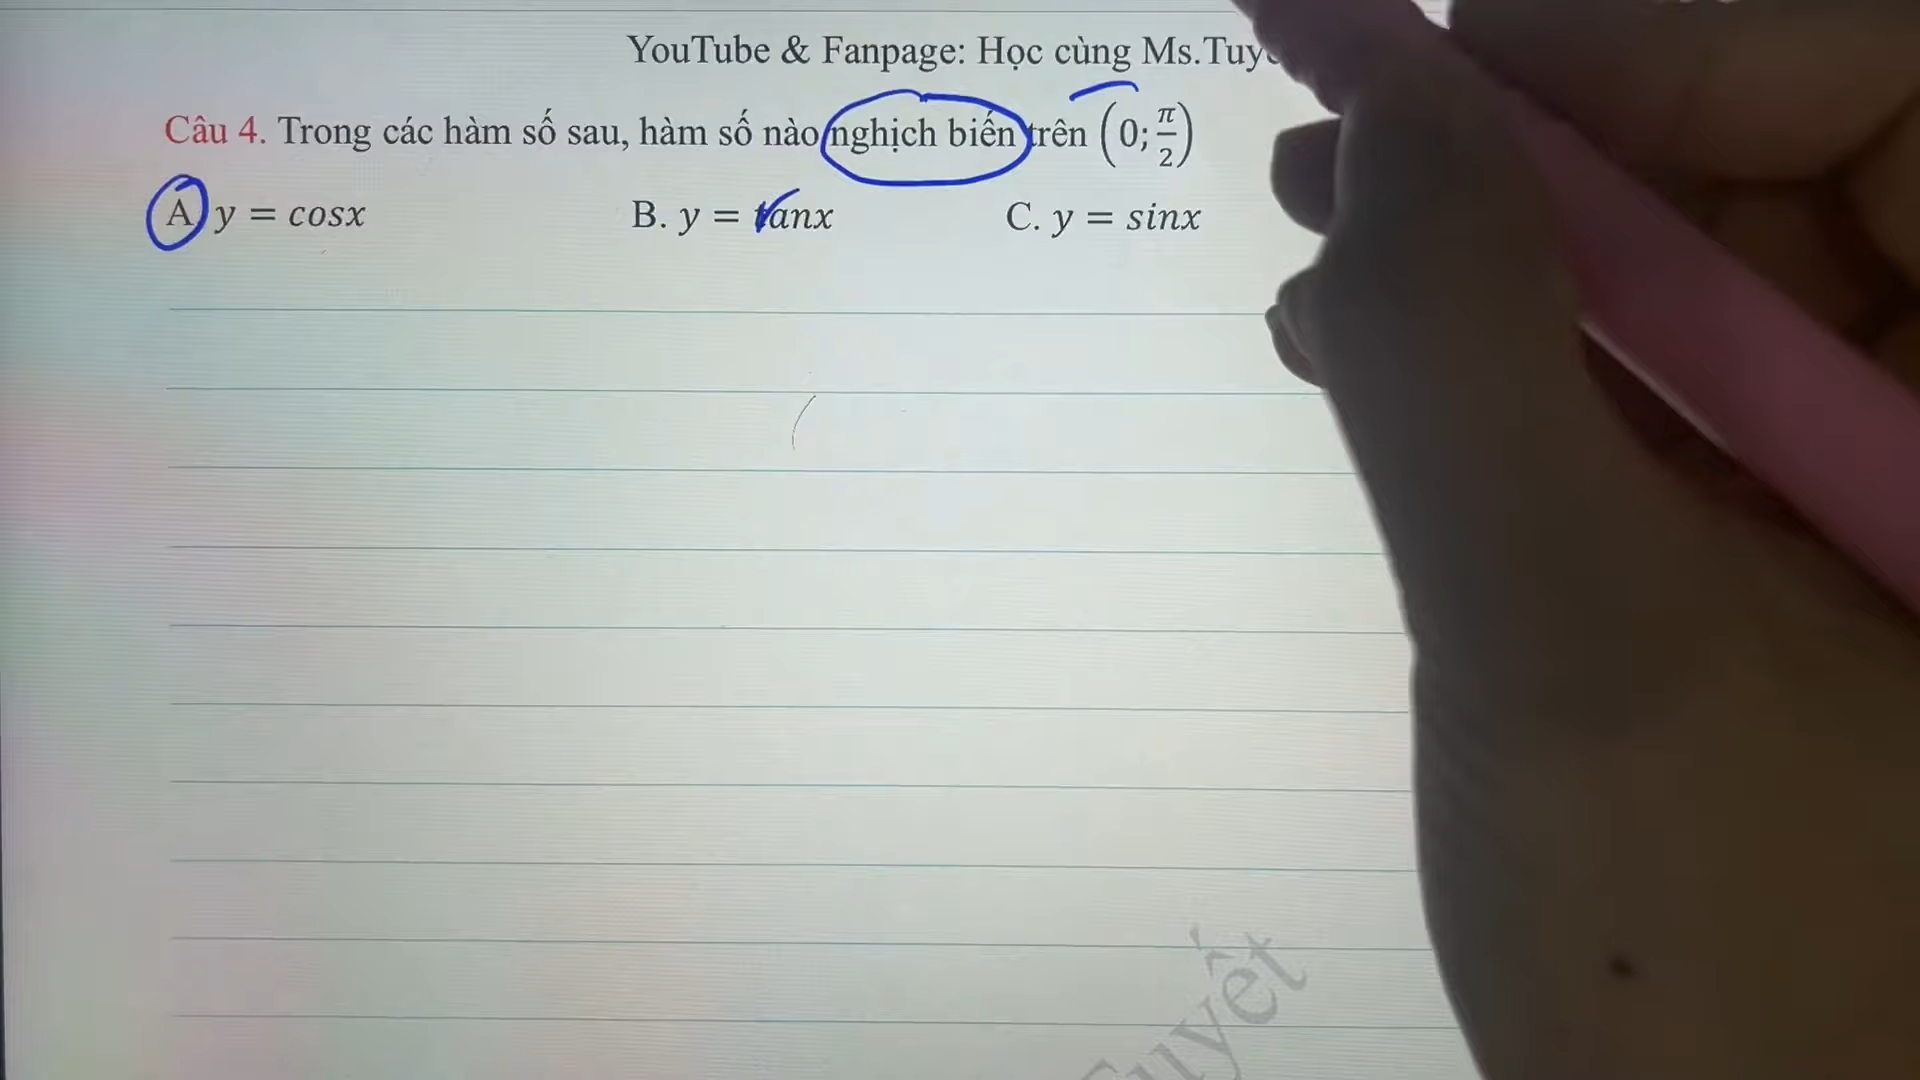 YouTube & Fanpage: Học cùng Ms.Tuy
Câu 4. Trong các hàm số sau, hàm số nào nghịch biến trên (0; π/2)
A y = cosx B. y = tanx C. y = sinx
Tuyết